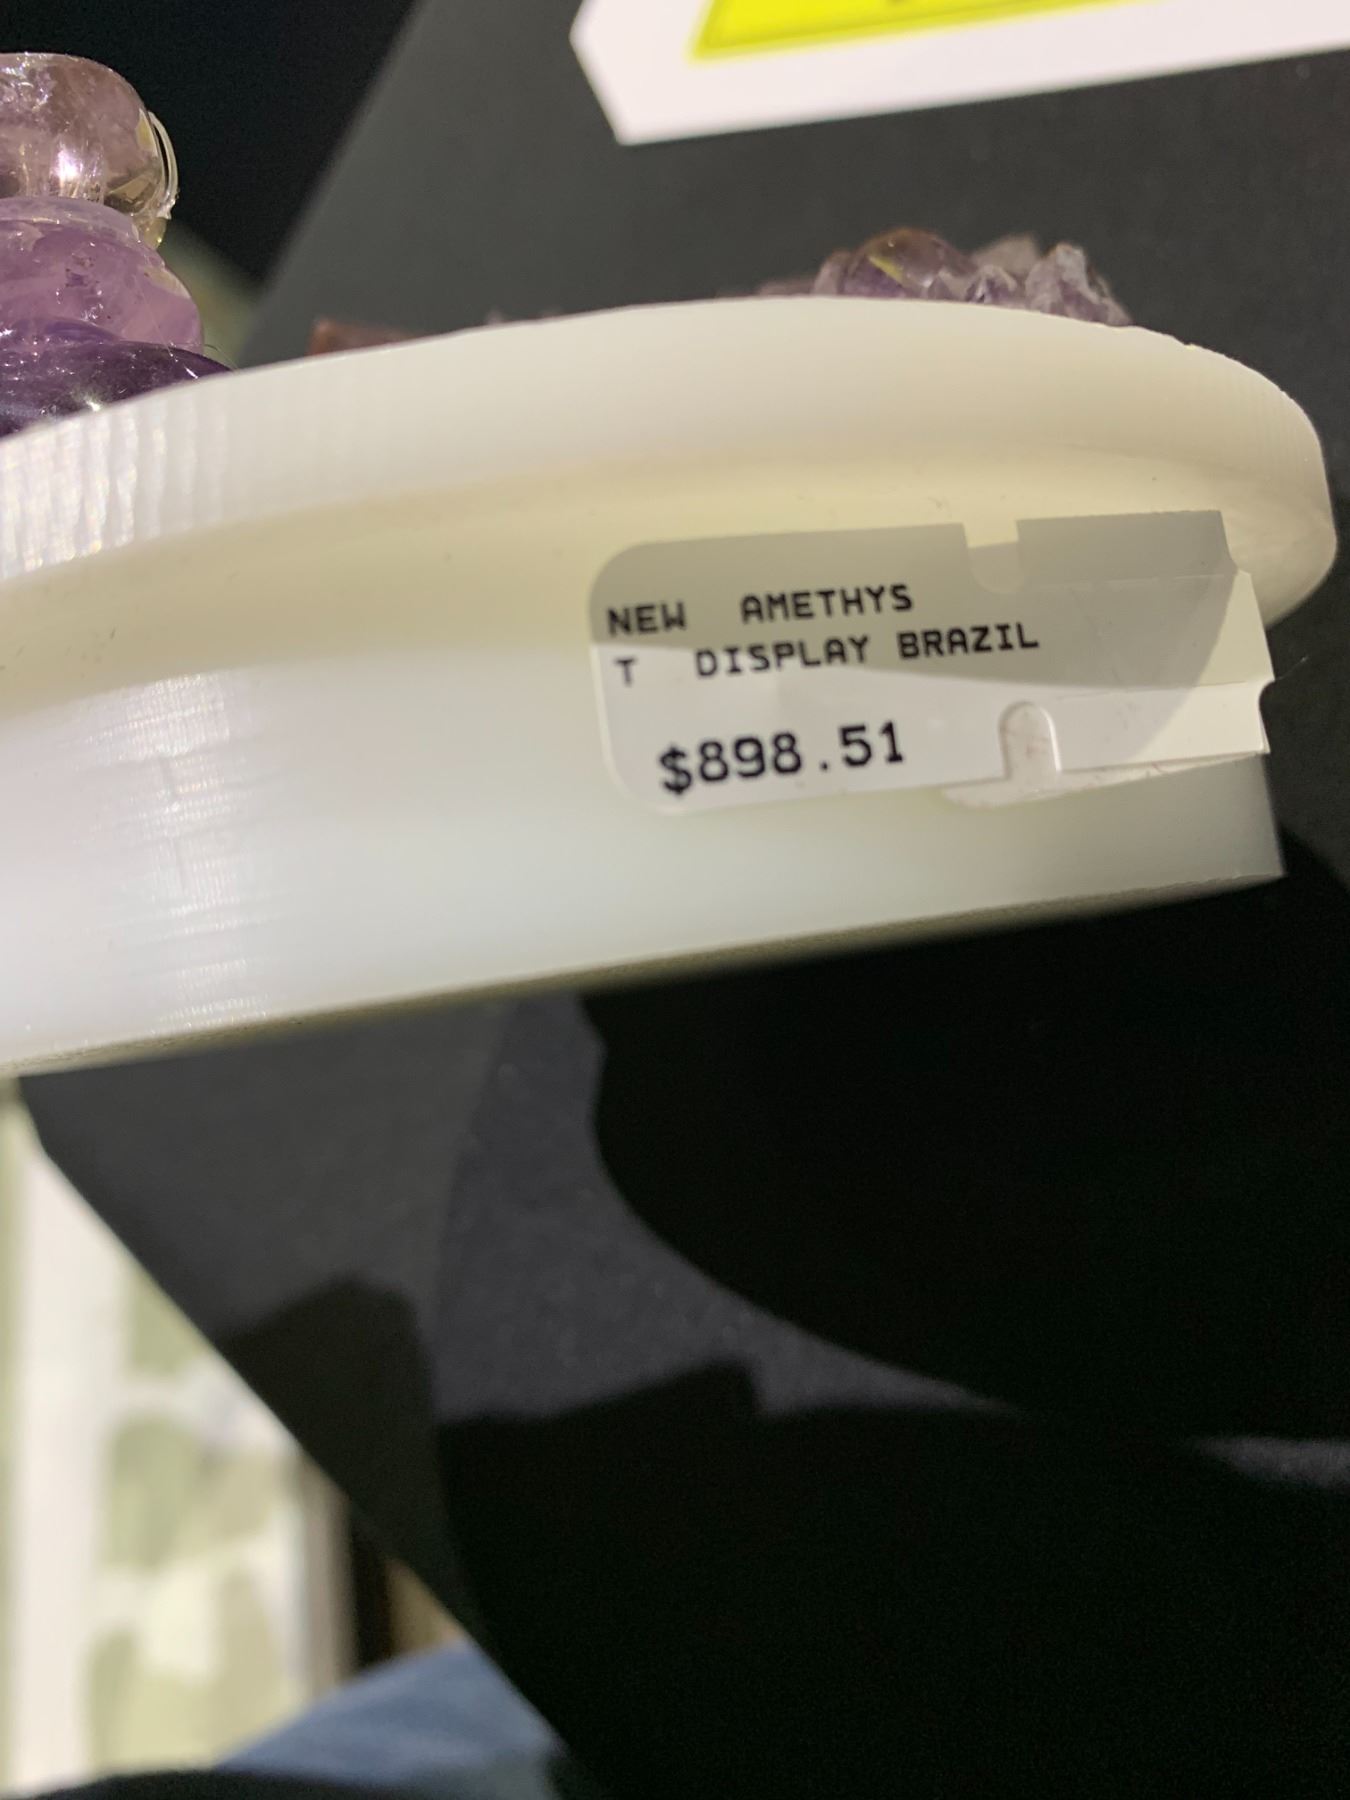 NEW AMETHYS
T DISPLAY BRAZIL
$898.51